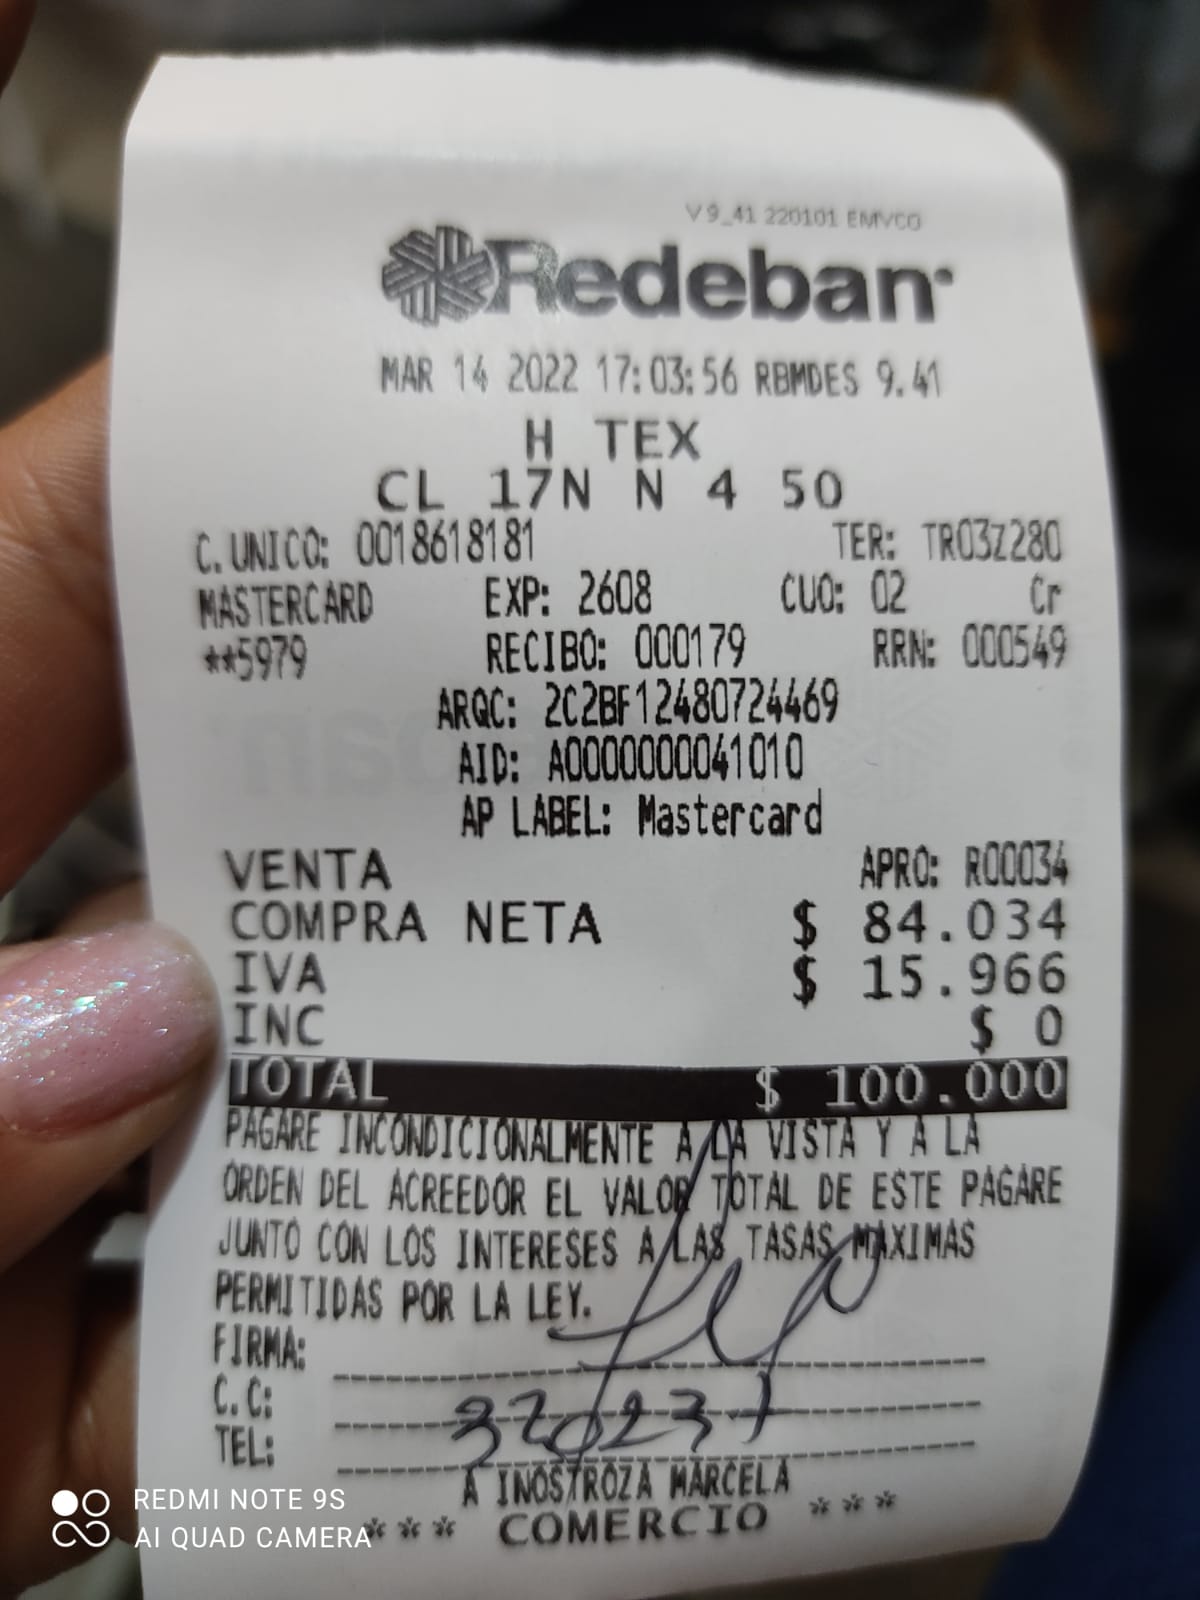 V 9_41 220101 EMVCO
Redeban
MAR 14 2022 17:03:56 RBMDES 9.41
H TEX
CL 17N N 4 50
C. UNICO: 0018618181 TER: TR03Z280
MASTERCARD EXP: 2608 CUO: 02 Cr
**5979 RECIBO: 000179 RRN: 000549
ARQC: 2C2BF12480724469
AID: A0000000041010
AP LABEL: Mastercard
VENTA APRO: R00034
COMPRA NETA $ 84.034
IVA $ 15.966
INC $ 0
TOTAL $ 100.000
PAGARE INCONDICIONALMENTE A LA VISTA Y A LA
ORDEN DEL ACREEDOR EL VALOR TOTAL DE ESTE PAGARE
JUNTO CON LOS INTERESES A LAS TASAS MAXIMAS
PERMITIDAS POR LA LEY.
FIRMA:
C.C:
TEL:
A INOSTROZA MARCELA
*** COMERCIO ***
REDMI NOTE 9S
AI QUAD CAMERA